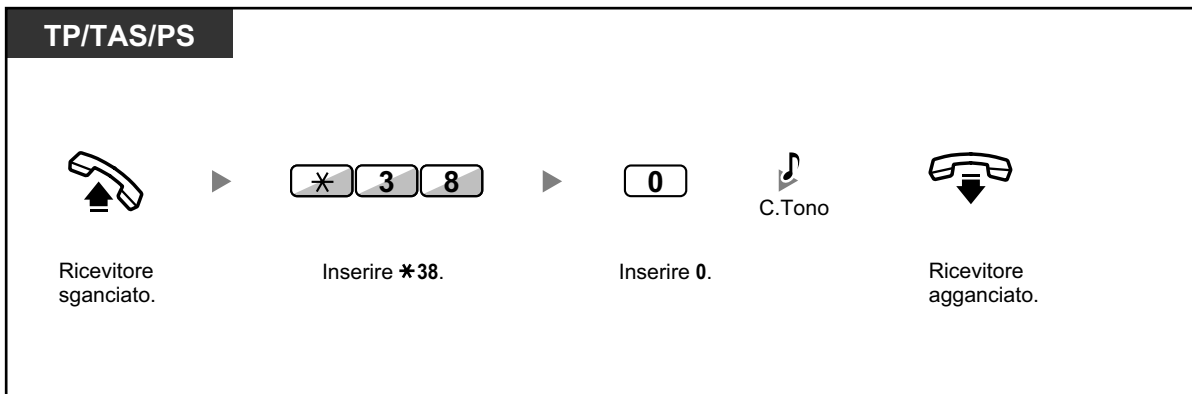 TP/TAS/PS
* 3 8
0
C.Tono
Ricevitore
sganciato.
Inserire *38.
Inserire 0.
Ricevitore
agganciato.